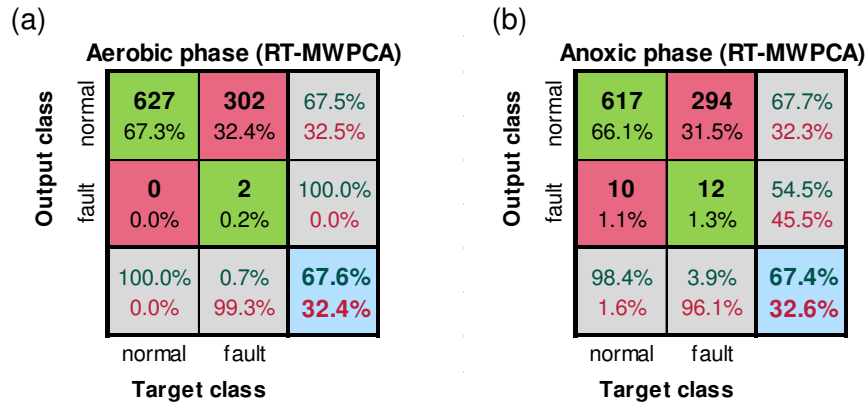 (a)
Aerobic phase (RT-MWPCA)
Output class
normal
fault
627
67.3%
302
32.4%
67.5%
32.5%
0
0.0%
2
0.2%
100.0%
0.0%
100.0%
0.0%
0.7%
99.3%
67.6%
32.4%
normal
fault
Target class
(b)
Anoxic phase (RT-MWPCA)
Output class
normal
fault
617
66.1%
294
31.5%
67.7%
32.3%
10
1.1%
12
1.3%
54.5%
45.5%
98.4%
1.6%
3.9%
96.1%
67.4%
32.6%
normal
fault
Target class